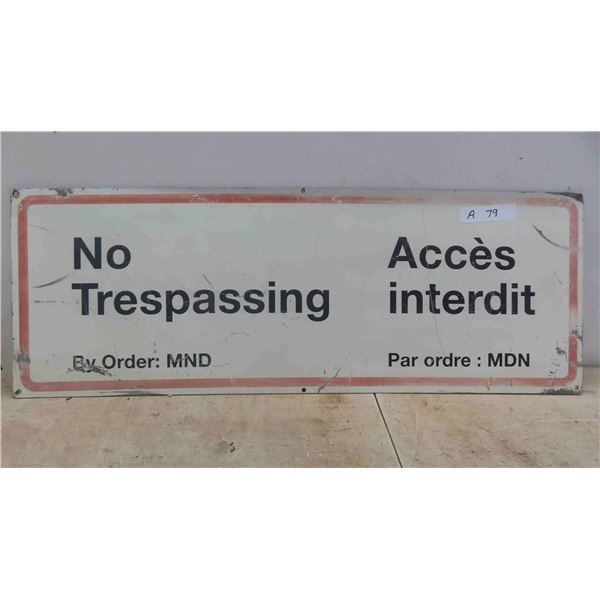 A 79
No
Trespassing
By Order: MND
Accès
interdit
Par ordre : MDN